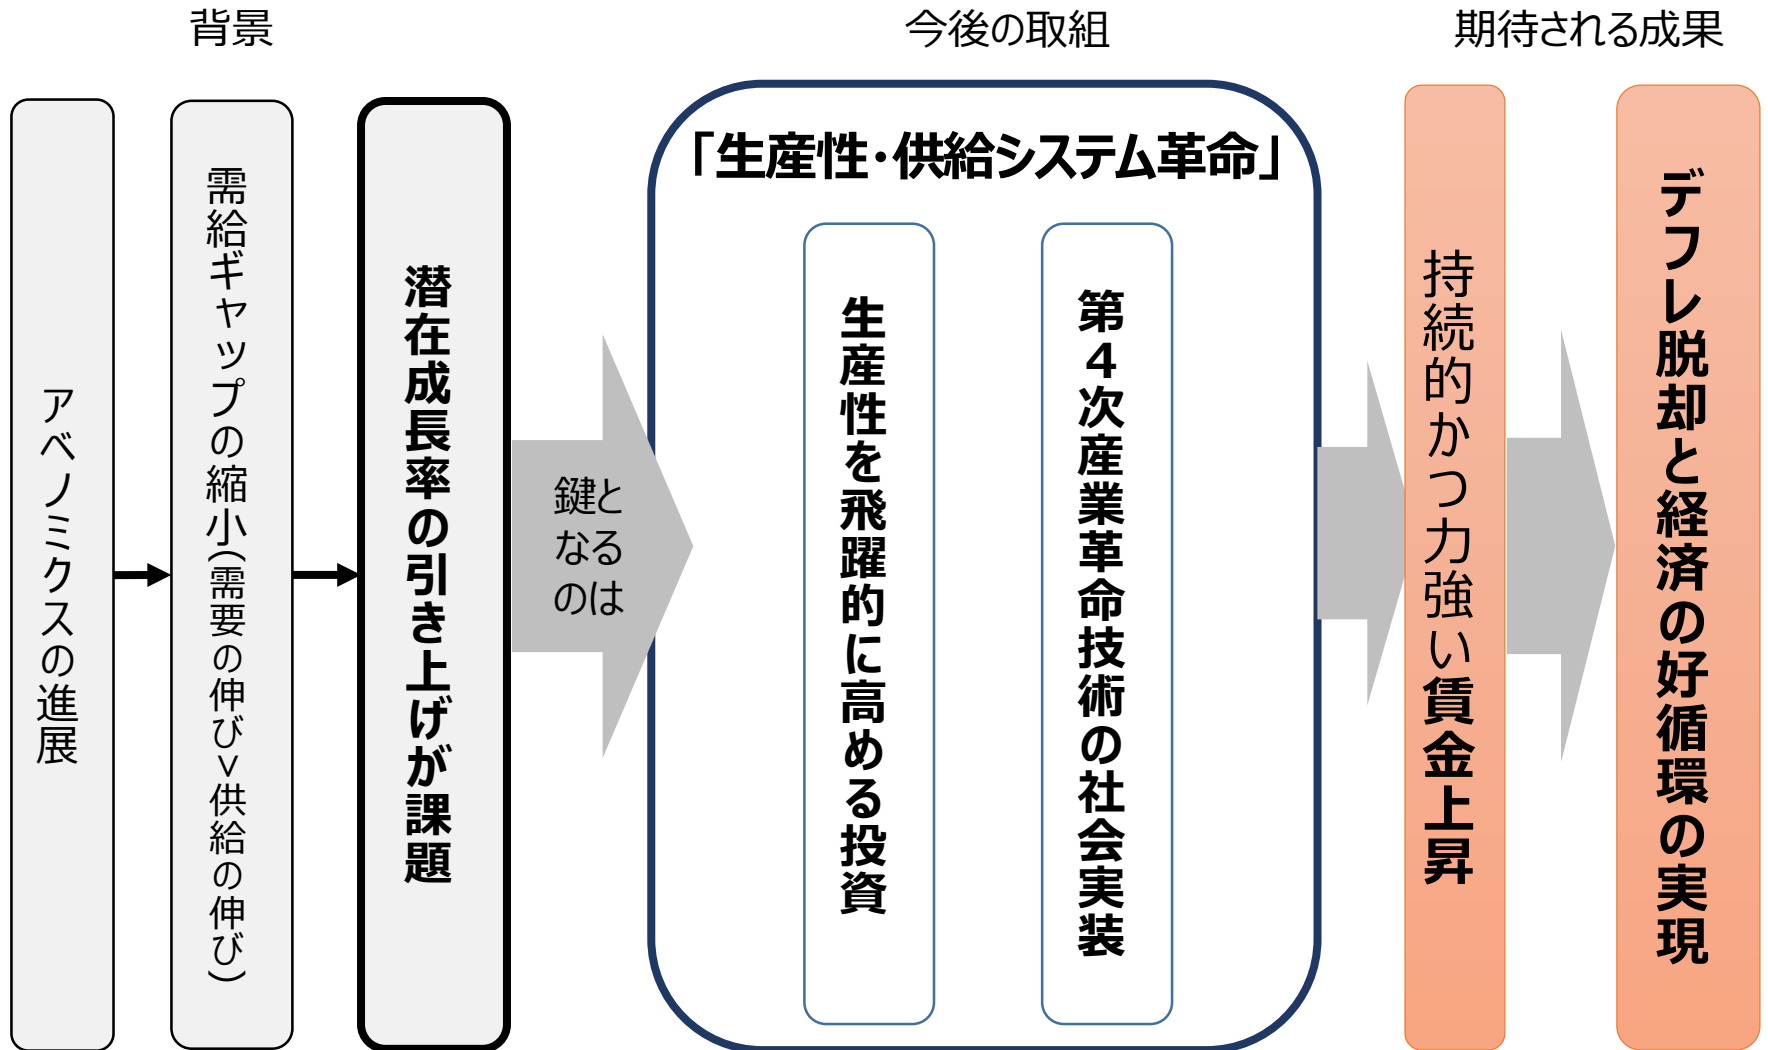 背景
今後の取組
期待される成果
アベノミクスの進展
需給ギャップの縮小(需要の伸び>供給の伸び)
潜在成長率の引き上げが課題
鍵と
なる
のは
「生産性・供給システム革命」
生産性を飛躍的に高める投資
第4次産業革命技術の社会実装
持続的かつ力強い賃金上昇
デフレ脱却と経済の好循環の実現